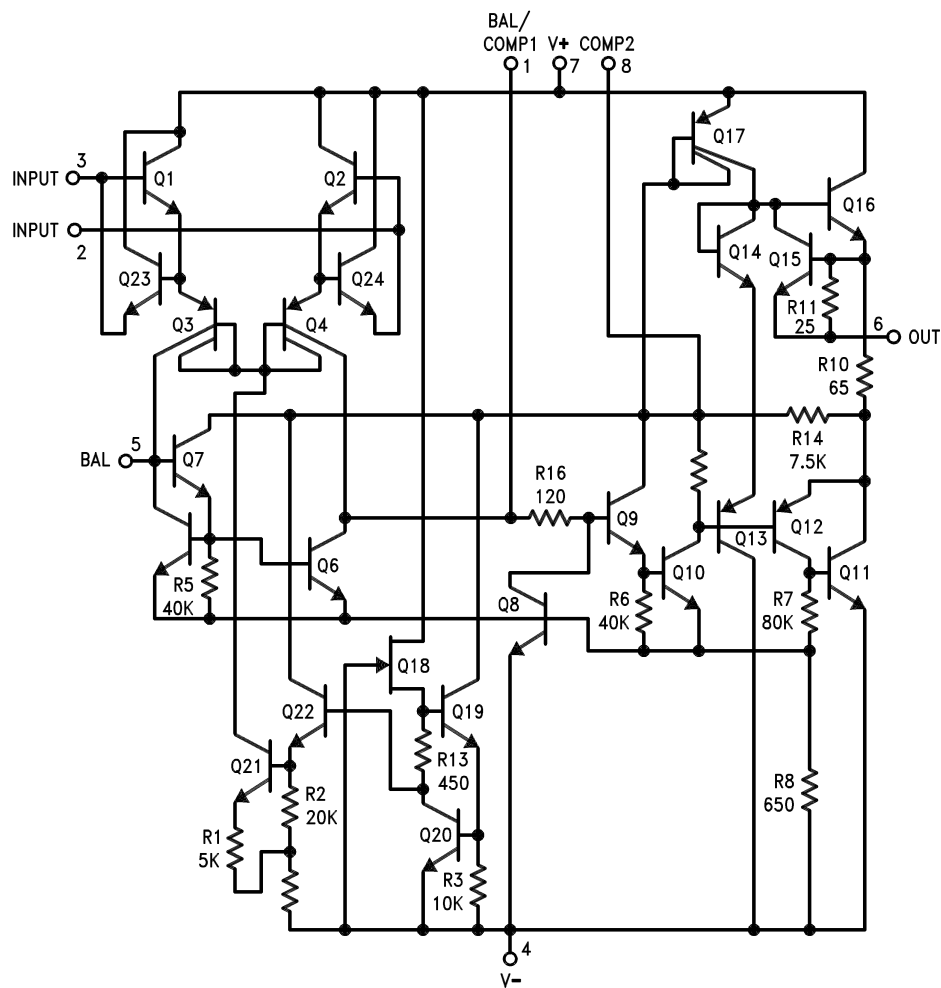 BAL/
COMP1 V+ COMP2
1 7 8
Q17
3
INPUT Q1 Q2
INPUT
2
Q16
Q14 Q15
Q23 Q24
R11
25
6
OUT
Q3 Q4
R10
65
R14
7.5K
5
BAL Q7
R16
120
Q9 Q13 Q12
Q6 Q10 Q11
R5
40K
Q8
R6
40K
R7
80K
Q18
Q22 Q19
Q21
R13
450
R2
20K
R8
650
R1
5K
Q20
R3
10K
4
V-